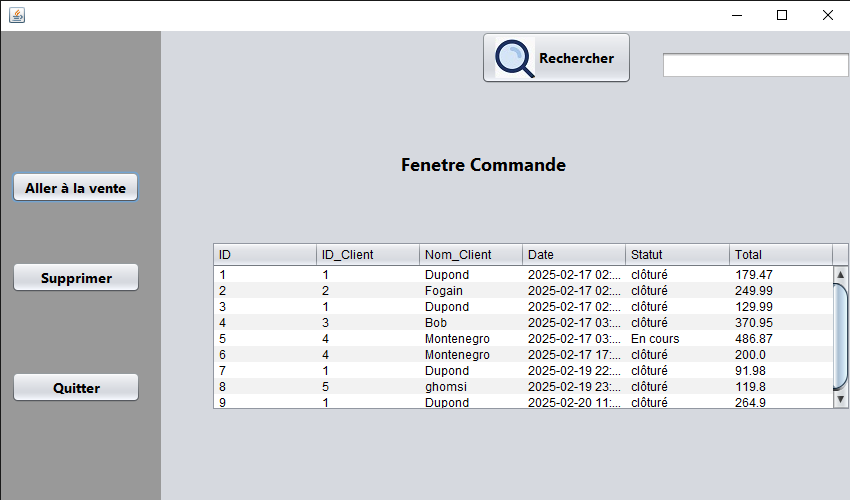 Rechercher
Fenetre Commande
Aller à la vente
Supprimer
Quitter
ID ID_Client Nom_Client Date Statut Total
1 1 Dupond 2025-02-17 02:... clôturé 179.47
2 2 Fogain 2025-02-17 02:... clôturé 249.99
3 1 Dupond 2025-02-17 02:... clôturé 129.99
4 3 Bob 2025-02-17 03:... clôturé 370.95
5 4 Montenegro 2025-02-17 03:... En cours 486.87
6 4 Montenegro 2025-02-17 17:... clôturé 200.0
7 1 Dupond 2025-02-19 22:... clôturé 91.98
8 5 ghomsi 2025-02-19 23:... clôturé 119.8
9 1 Dupond 2025-02-20 11:... clôturé 264.9